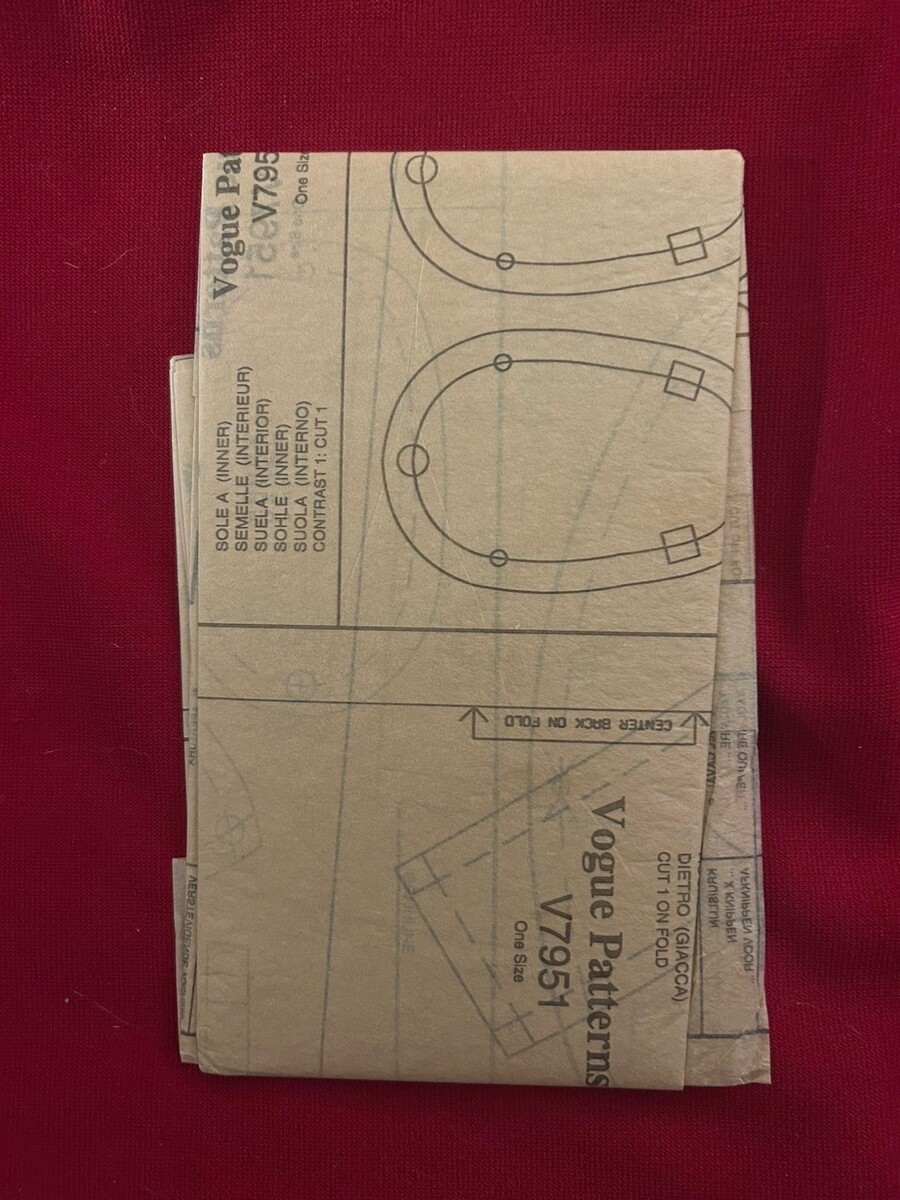 Vogue Pa
V795
One Siz
SOLE A (INNER)
SEMELLE (INTERIEUR)
SUELA (INTERIOR)
SOHLE (INNER)
SUOLA (INTERNO)
CONTRAST 1: CUT 1
CENTER BACK ON FOLD
DIETRO (GIACCA)
CUT 1 ON FOLD
Vogue Patterns
V7951
One Size